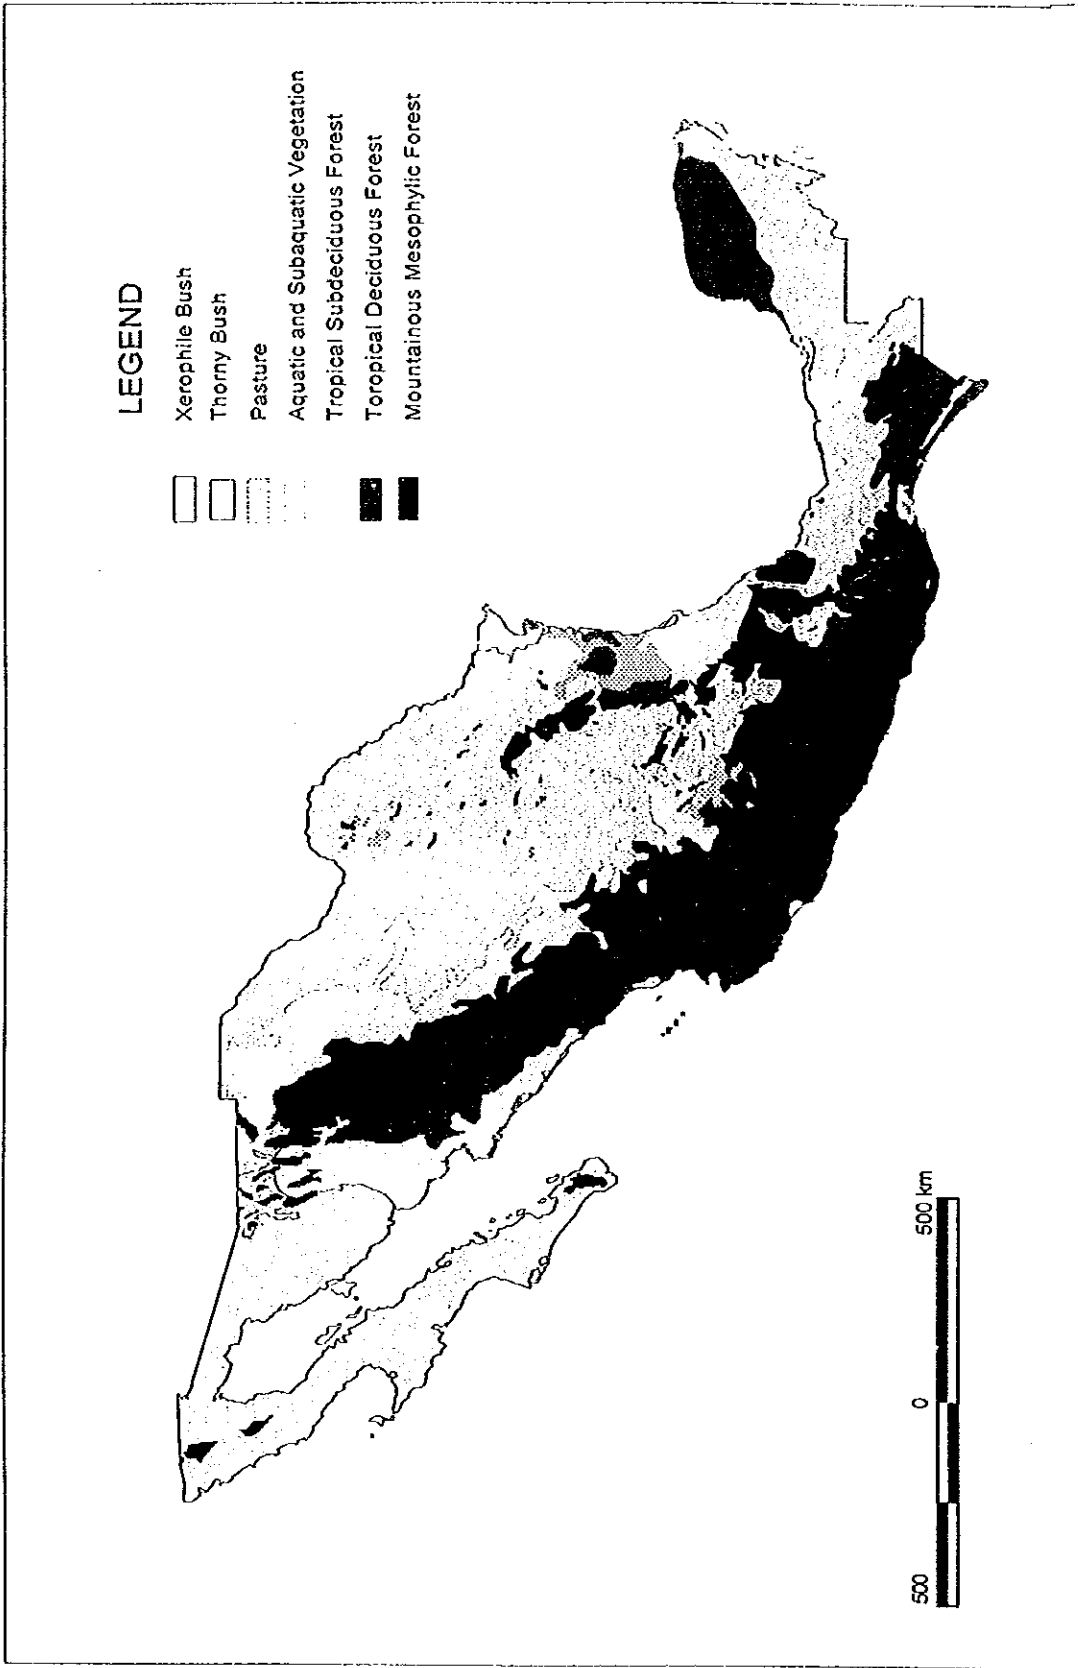 LEGEND
Xerophile Bush
Thorny Bush
Pasture
Aquatic and Subaquatic Vegetation
Tropical Subdeciduous Forest
Toropical Deciduous Forest
Mountainous Mesophylic Forest
500 0 500 km